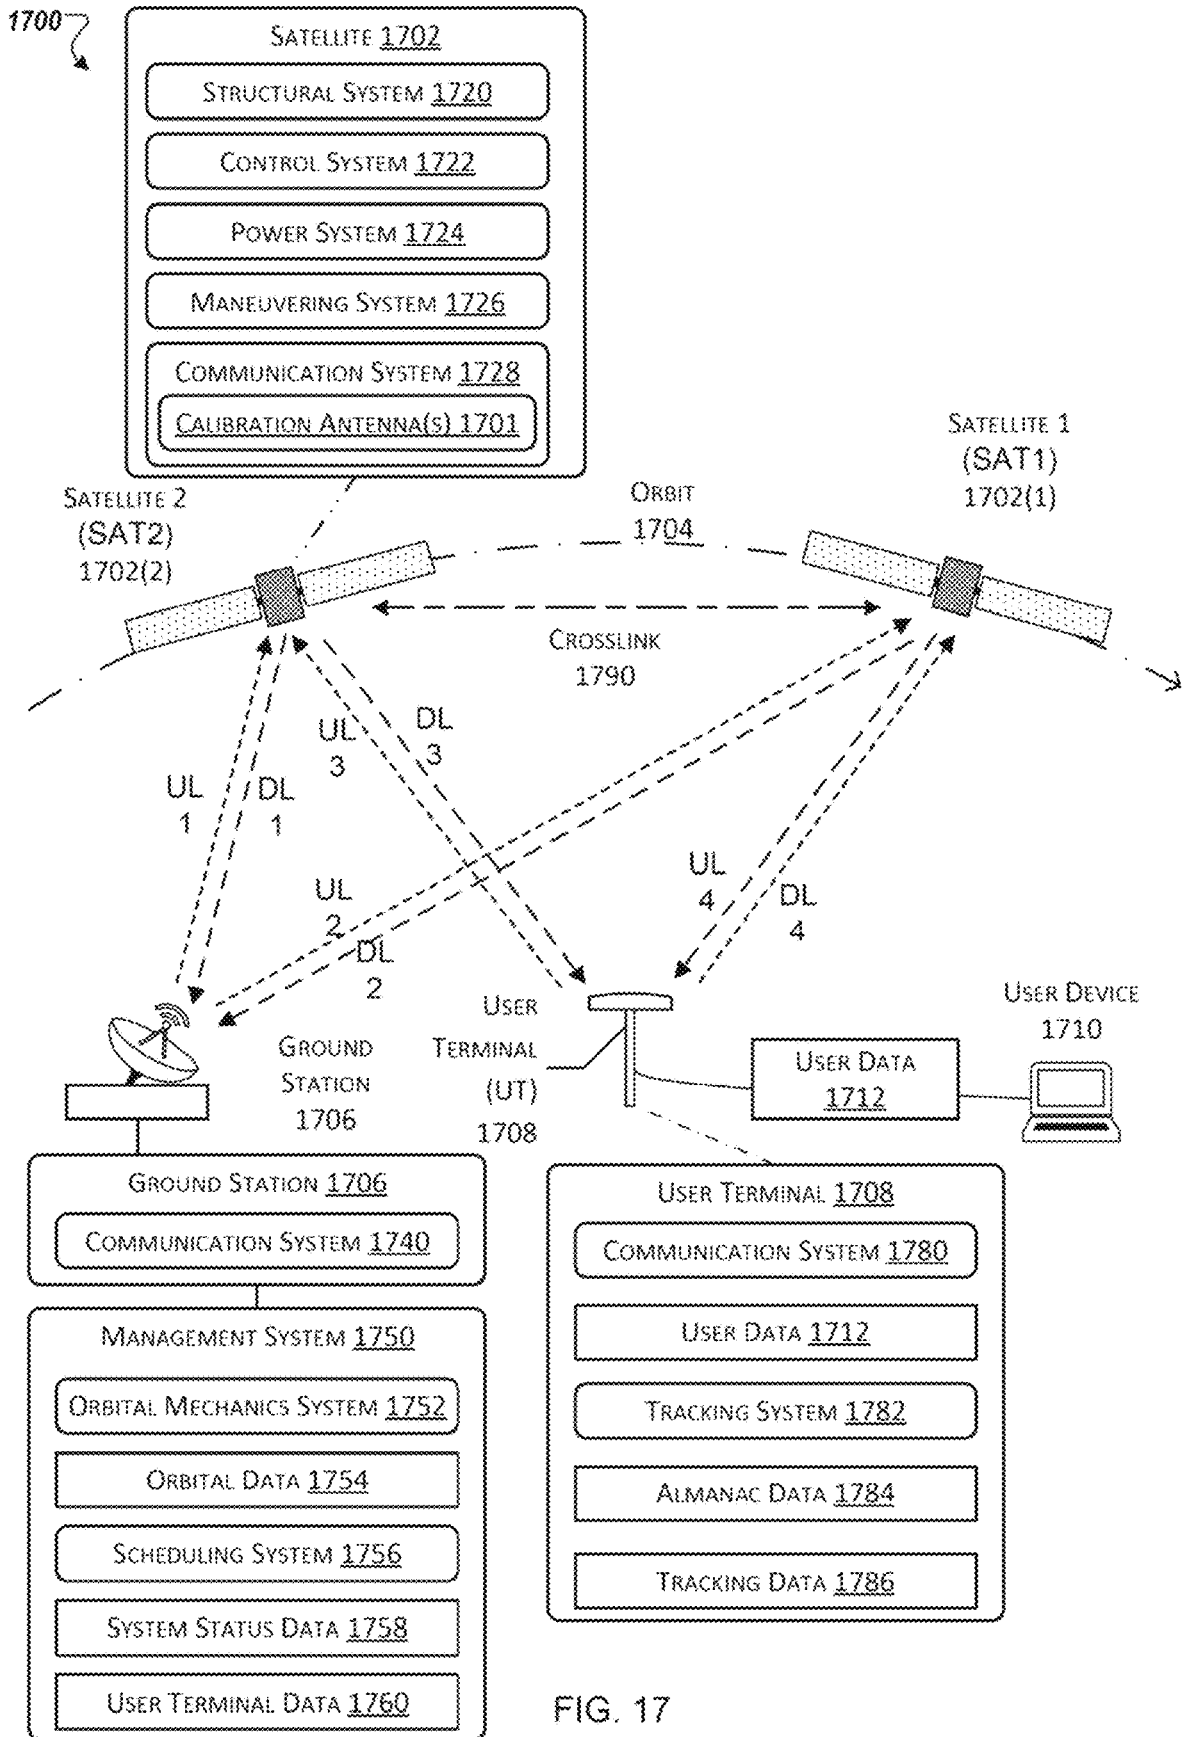 1700
SATELLITE 1702
STRUCTURAL SYSTEM 1720
CONTROL SYSTEM 1722
POWER SYSTEM 1724
MANEUVERING SYSTEM 1726
COMMUNICATION SYSTEM 1728
CALIBRATION ANTENNA(S) 1701
SATELLITE 1
(SAT1)
1702(1)
SATELLITE 2
(SAT2)
1702(2)
ORBIT
1704
CROSSLINK
1790
UL
1
DL
1
UL
3
DL
3
UL
2
DL
2
UL
4
DL
4
GROUND
STATION
1706
USER
TERMINAL
(UT)
1708
USER DATA
1712
USER DEVICE
1710
GROUND STATION 1706
COMMUNICATION SYSTEM 1740
MANAGEMENT SYSTEM 1750
ORBITAL MECHANICS SYSTEM 1752
ORBITAL DATA 1754
SCHEDULING SYSTEM 1756
SYSTEM STATUS DATA 1758
USER TERMINAL DATA 1760
USER TERMINAL 1708
COMMUNICATION SYSTEM 1780
USER DATA 1712
TRACKING SYSTEM 1782
ALMANAC DATA 1784
TRACKING DATA 1786
FIG. 17